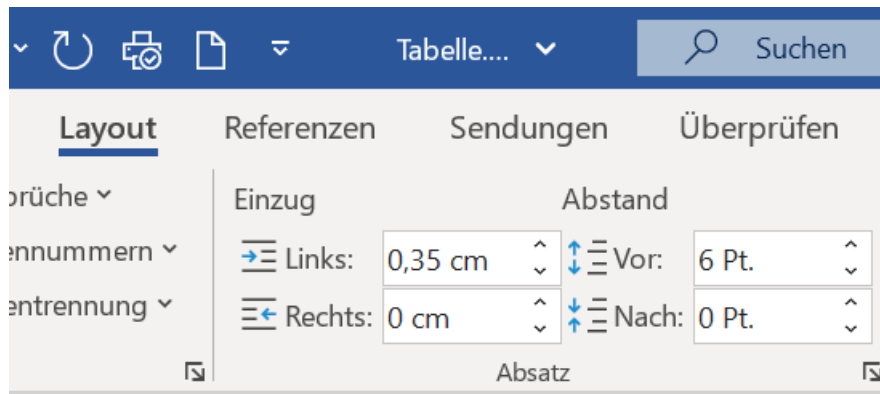 Tabelle.... Suchen
Layout Referenzen Sendungen Überprüfen
Einzug Abstand
Links: 0,35 cm Vor: 6 Pt.
Rechts: 0 cm Nach: 0 Pt.
Absatz